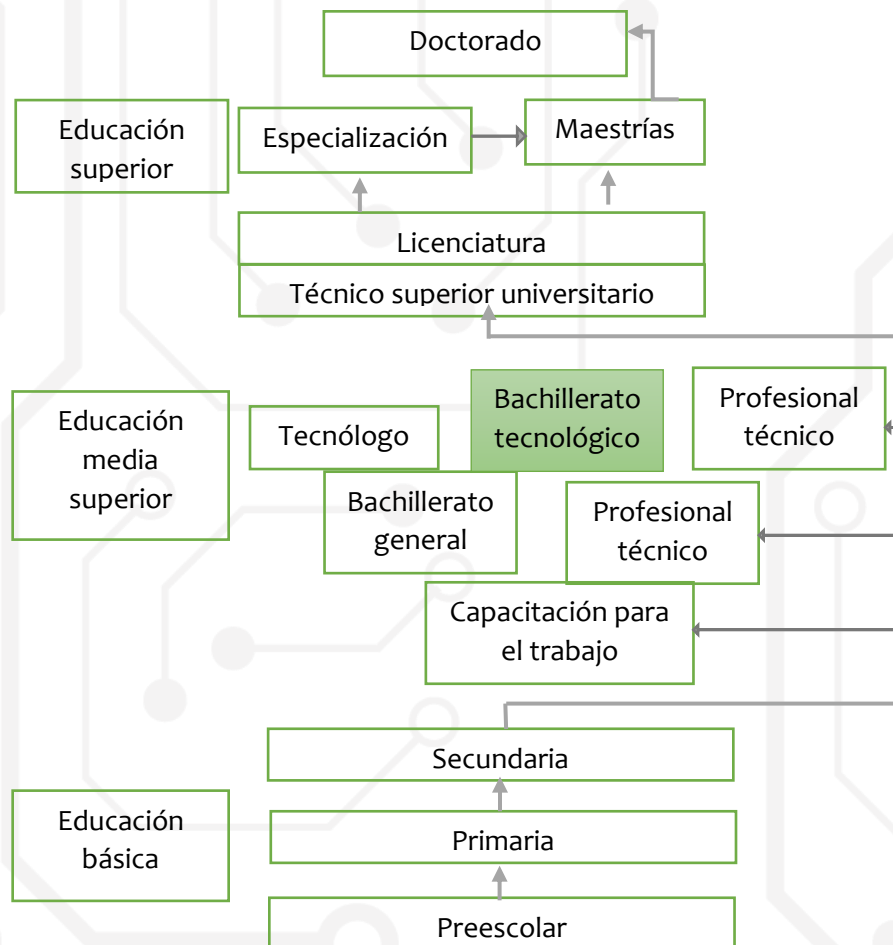 Doctorado
Educación
superior
Especialización
Maestrías
Licenciatura
Técnico superior universitario
Educación
media
superior
Tecnólogo
Bachillerato
tecnológico
Profesional
técnico
Bachillerato
general
Profesional
técnico
Capacitación para
el trabajo
Secundaria
Educación
básica
Primaria
Preescolar